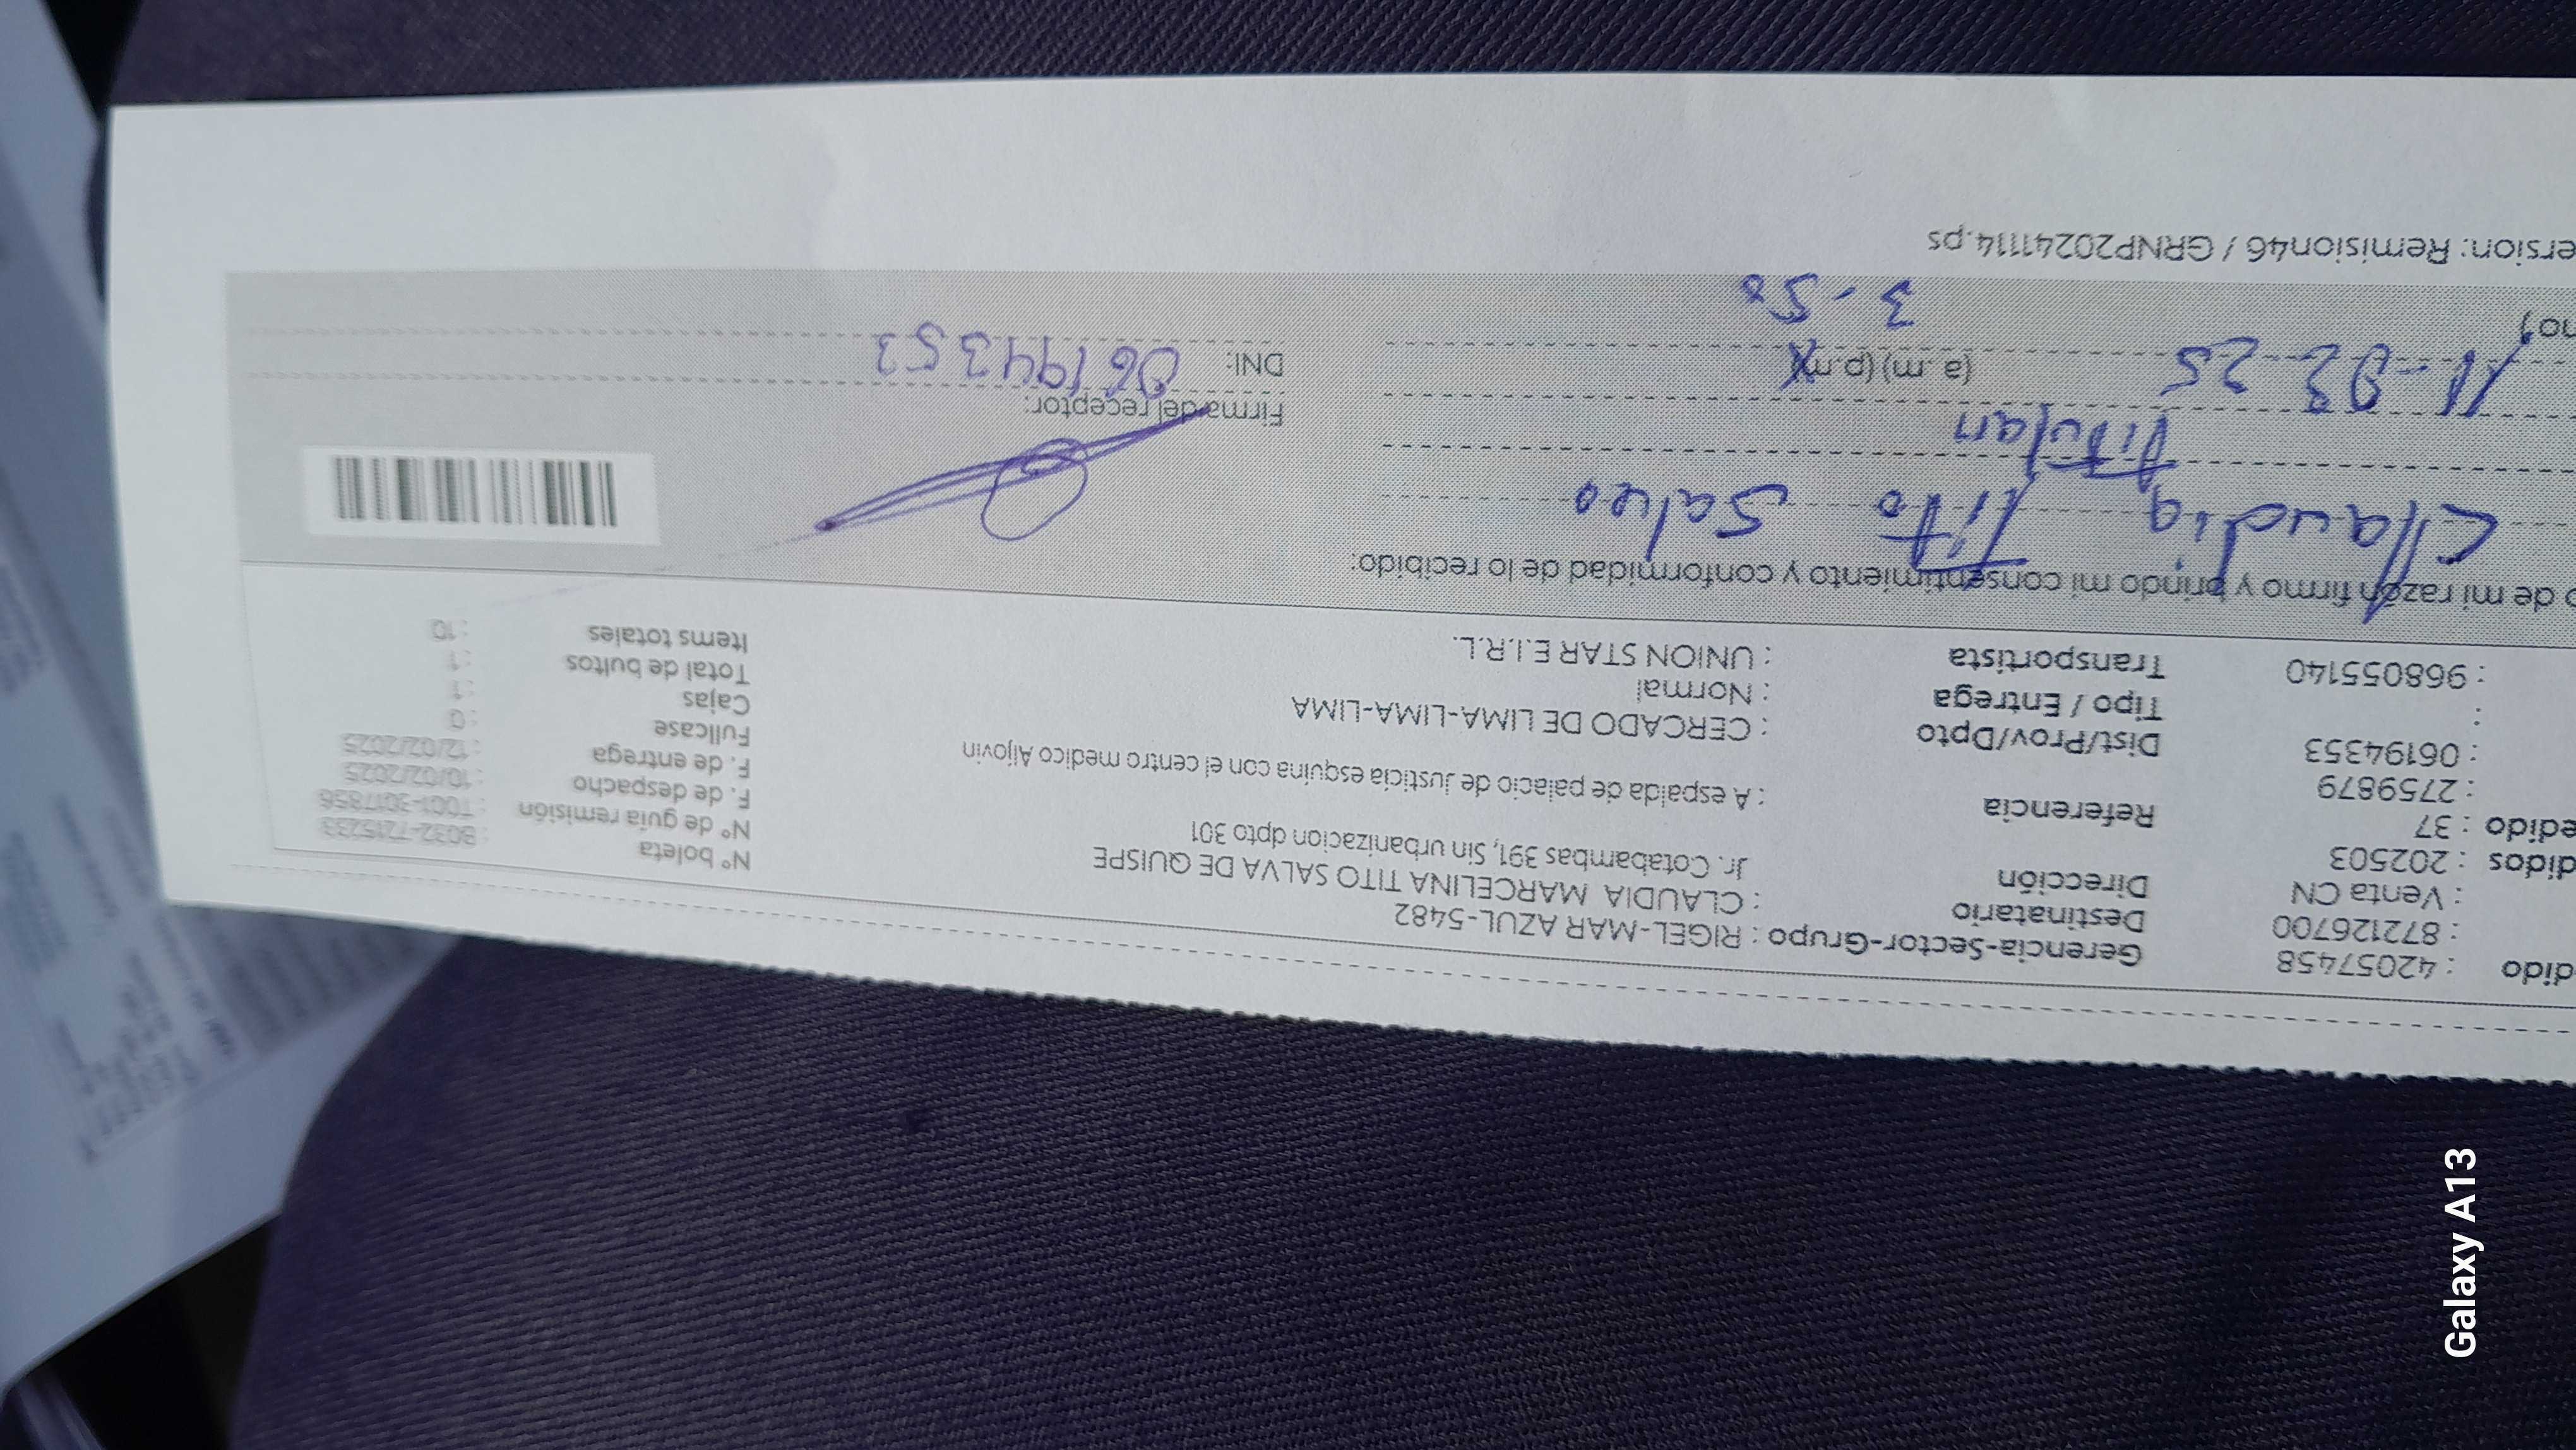 dido : 42057458 Gerencia-Sector-Grupo : RIGEL-MAR AZUL-5482
: 872126700 Destinatario : CLAUDIA MARCELINA TITO SALVA DE QUISPE
: Venta CN Dirección Jr. Cotabambas 391, Sin urbanizacion dpto 301
didos : 202503
edido : 37 Referencia : A espalda de palacio de Justicia esquina con el centro medico Aljovin
: 2759879
: 06194353 Dist/Prov/Dpto : CERCADO DE LIMA-LIMA-LIMA
: Tipo / Entrega : Normal
: 968055140 Transportista : UNION STAR E.I.R.L.
N° boleta : B032-7215233
N° de guía remisión : T001-3017856
F. de despacho : 10/02/2025
F. de entrega : 12/02/2025
Fullcase : 0
Cajas : 1
Total de bultos : 1
Items totales : 10
o de mi razón firmo y brindo mi consentimiento y conformidad de lo recibido:
Claudia Tito Salva
titular
11-02-25 (a.m) (p.m)
3-50
Firma del receptor:
DNI: 06194353
ersion: Remision46 / GRNP20241114.ps
Galaxy A13